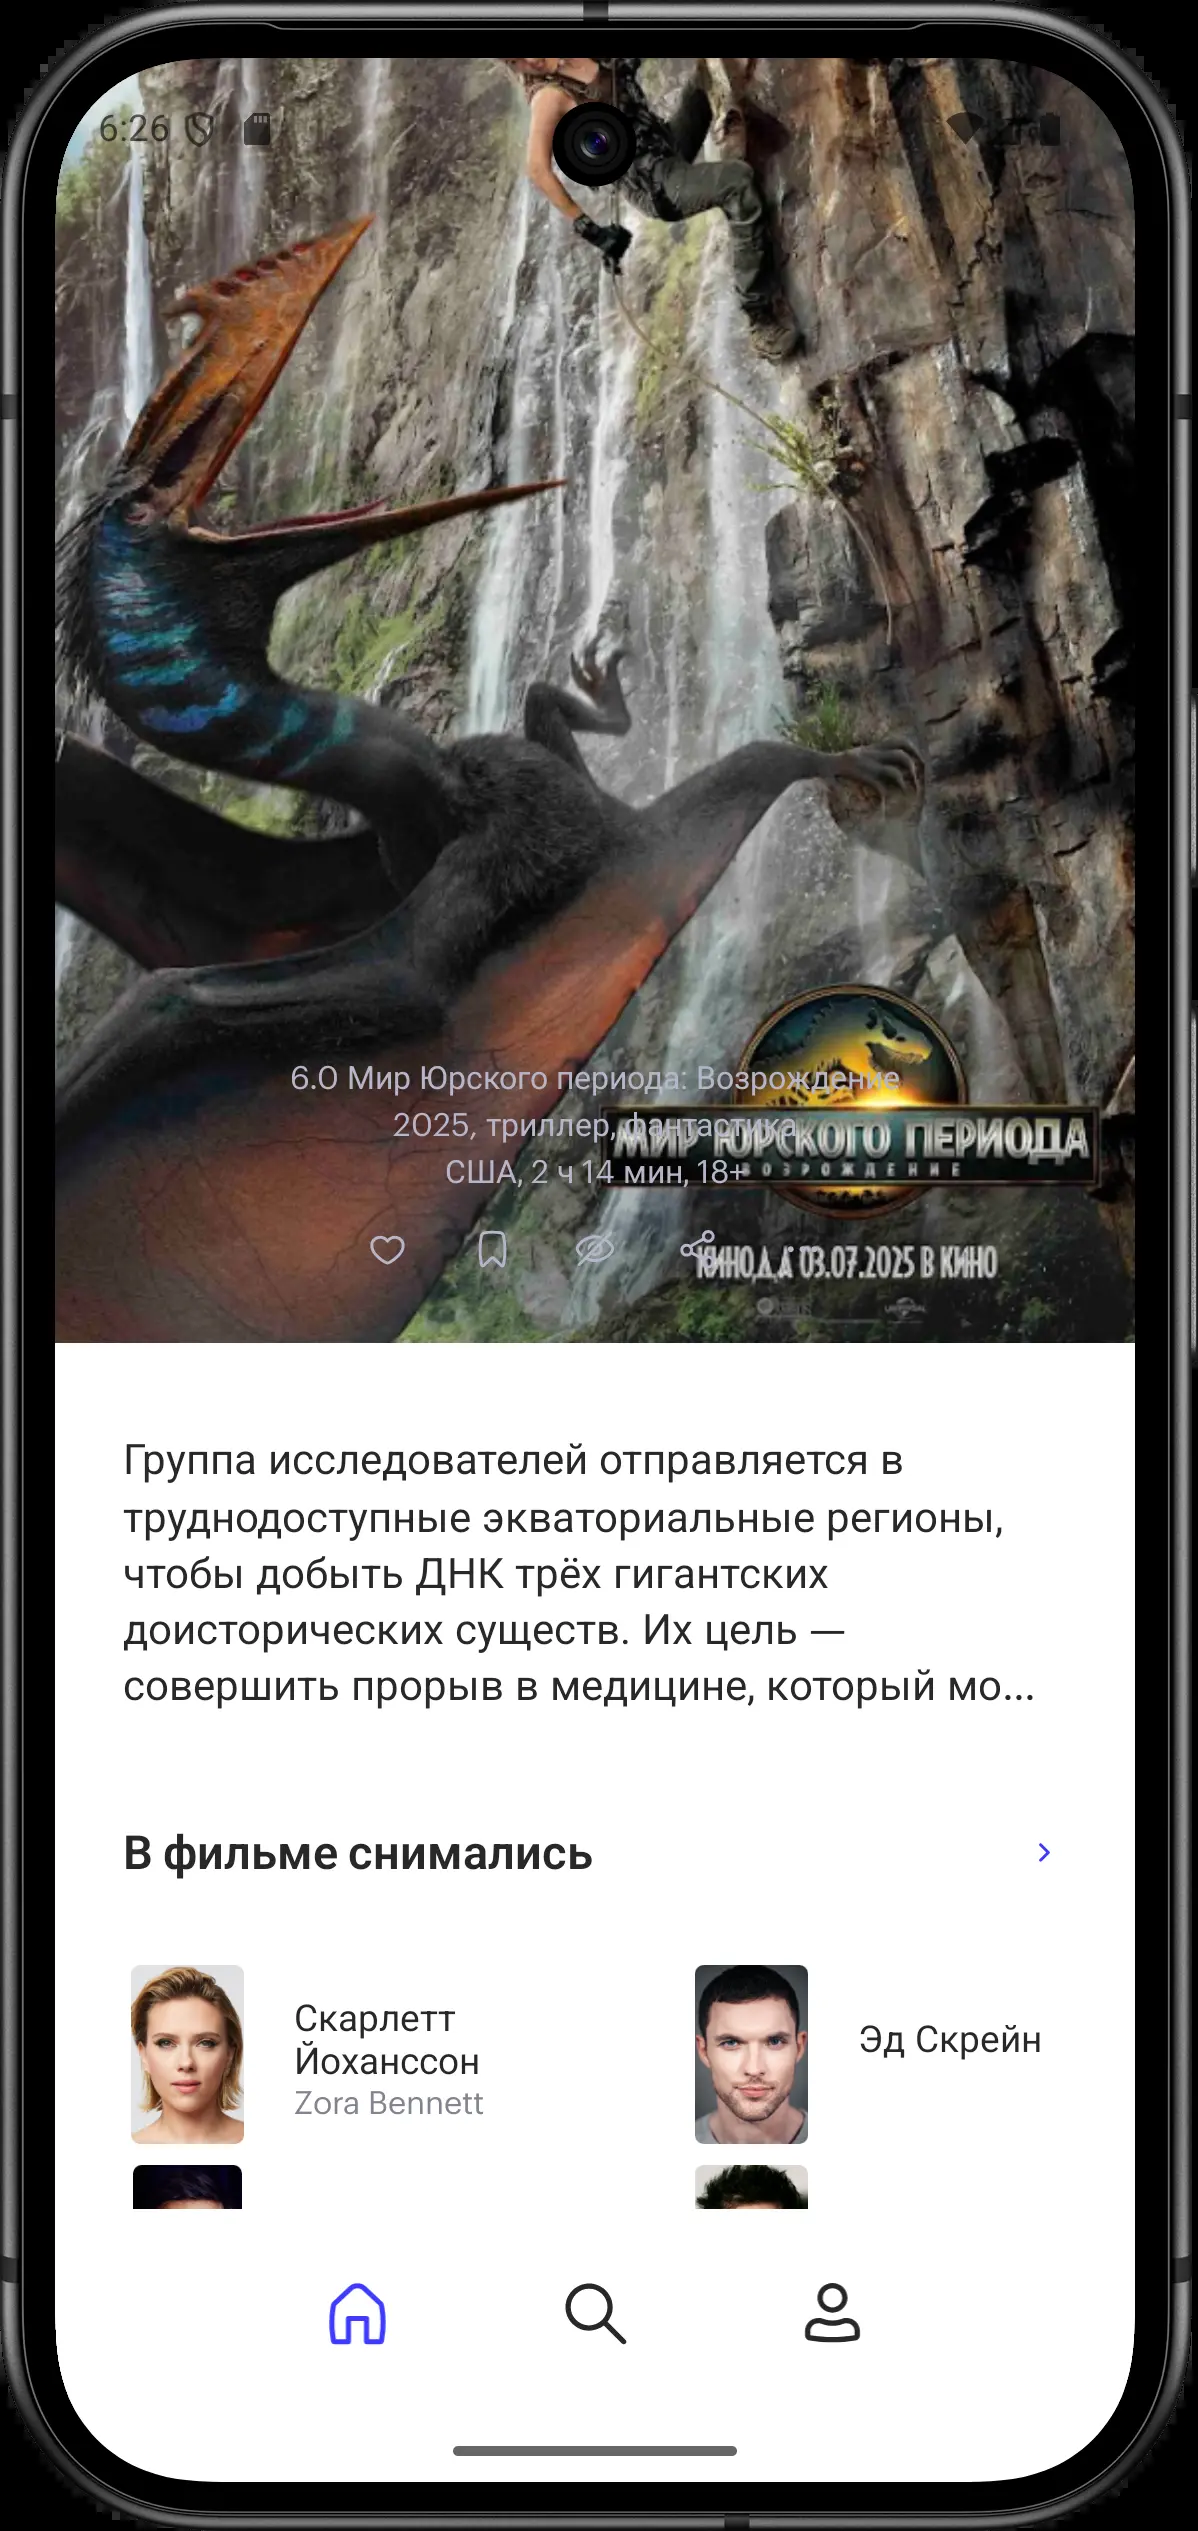 6:26
6.0 Мир Юрского периода: Возрождение
2025, триллер, фантастика
МИР ЮРСКОГО ПЕРИОДА
ВОЗРОЖДЕНИЕ
США, 2 ч 14 мин, 18+
03.07.2025 В КИНО
UNIVERSAL
Группа исследователей отправляется в
труднодоступные экваториальные регионы,
чтобы добыть ДНК трёх гигантских
доисторических существ. Их цель —
совершить прорыв в медицине, который мо...
В фильме снимались
Скарлетт
Йоханссон
Zora Bennett
Эд Скрейн